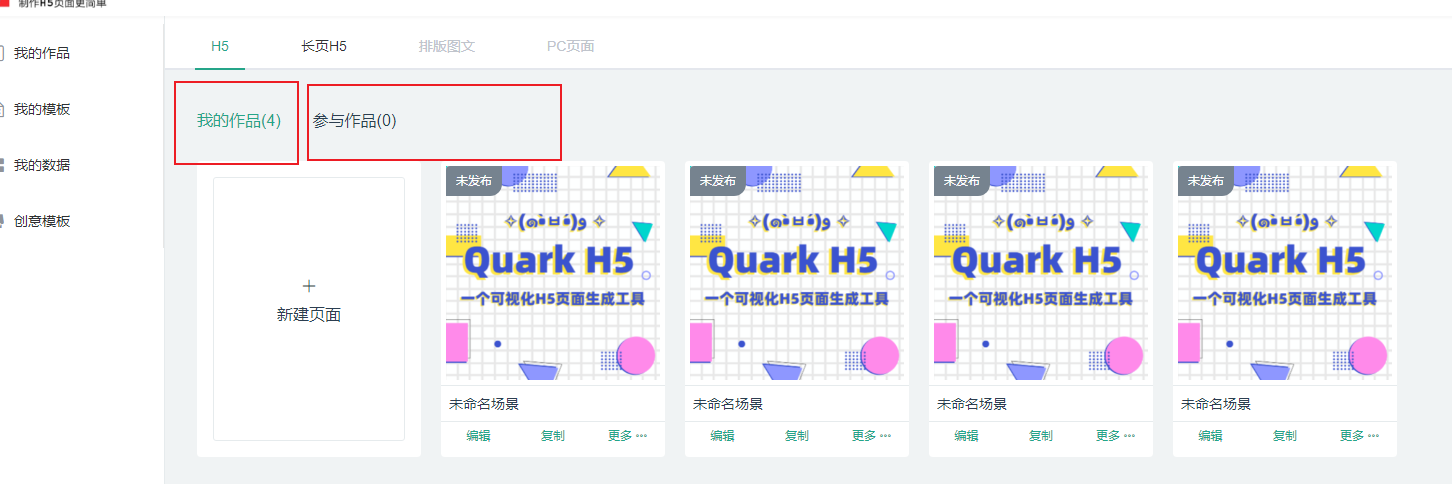 制作H5页面更简单
我的作品
我的模板
我的数据
创意模板
H5 长页H5 排版图文 PC页面
我的作品(4) 参与作品(0)
+
新建页面
未发布
✧(๑•̀ㅂ•́)و ✧
Quark H5
一个可视化H5页面生成工具
未命名场景
编辑 复制 更多 ···
未发布
✧(๑•̀ㅂ•́)و ✧
Quark H5
一个可视化H5页面生成工具
未命名场景
编辑 复制 更多 ···
未发布
✧(๑•̀ㅂ•́)و ✧
Quark H5
一个可视化H5页面生成工具
未命名场景
编辑 复制 更多 ···
未发布
✧(๑•̀ㅂ•́)و ✧
Quark H5
一个可视化H5页面生成工具
未命名场景
编辑 复制 更多 ···